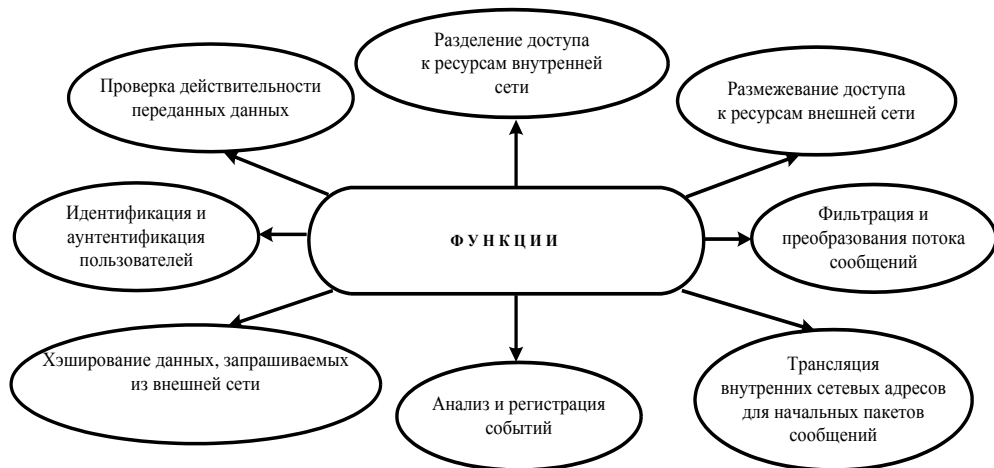 Разделение доступа
к ресурсам внутренней
сети
Проверка действительности
переданных данных
Размежевание доступа
к ресурсам внешней сети
Идентификация и
аунтентификация
пользователей
Ф У Н К Ц И И
Фильтрация и
преобразования потока
сообщений
Хэширование данных, запрашиваемых
из внешней сети
Анализ и регистрация
событий
Трансляция
внутренних сетевых адресов
для начальных пакетов
сообщений